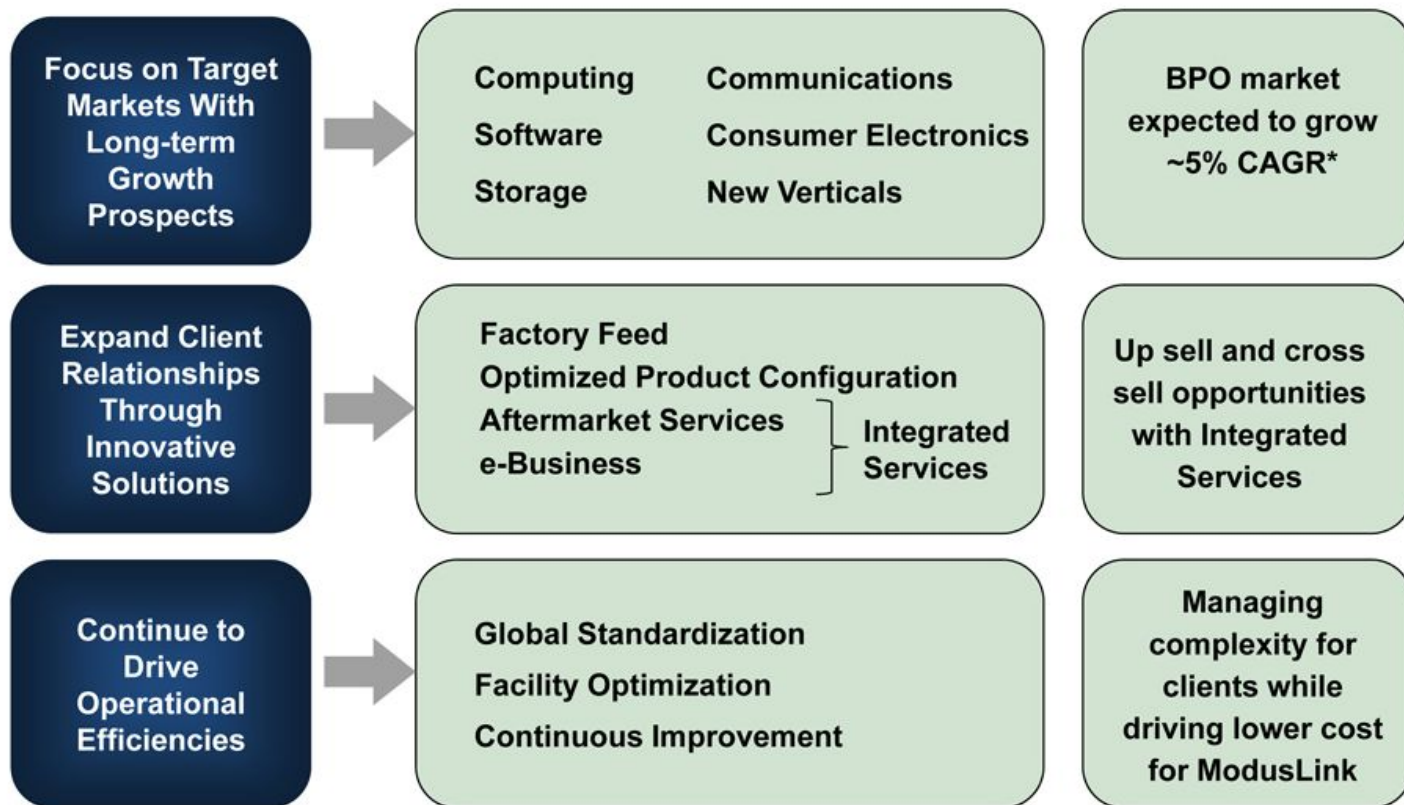 Focus on Target
Markets With
Long-term
Growth
Prospects
Computing
Communications
Software
Consumer Electronics
Storage
New Verticals
BPO market
expected to grow
~5% CAGR*
Expand Client
Relationships
Through
Innovative
Solutions
Factory Feed
Optimized Product Configuration
Aftermarket Services
e-Business
Integrated
Services
Up sell and cross
sell opportunities
with Integrated
Services
Continue to
Drive
Operational
Efficiencies
Global Standardization
Facility Optimization
Continuous Improvement
Managing
complexity for
clients while
driving lower cost
for ModusLink